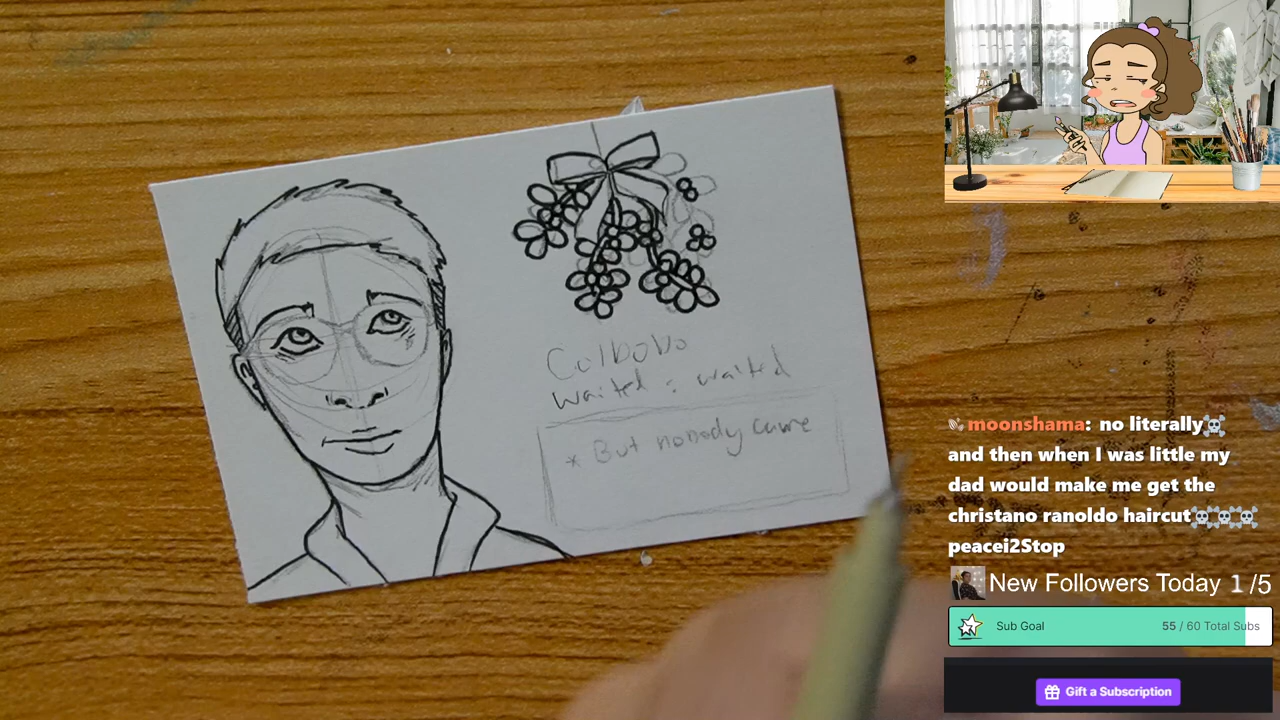 Colbobo
waited : waited
* But nobody came
moonshama: no literally☠️
and then when I was little my
dad would make me get the
christano ranoldo haircut☠️☠️☠️
peacei2Stop
New Followers Today 1 /5
Sub Goal 55 / 60 Total Subs
Gift a Subscription